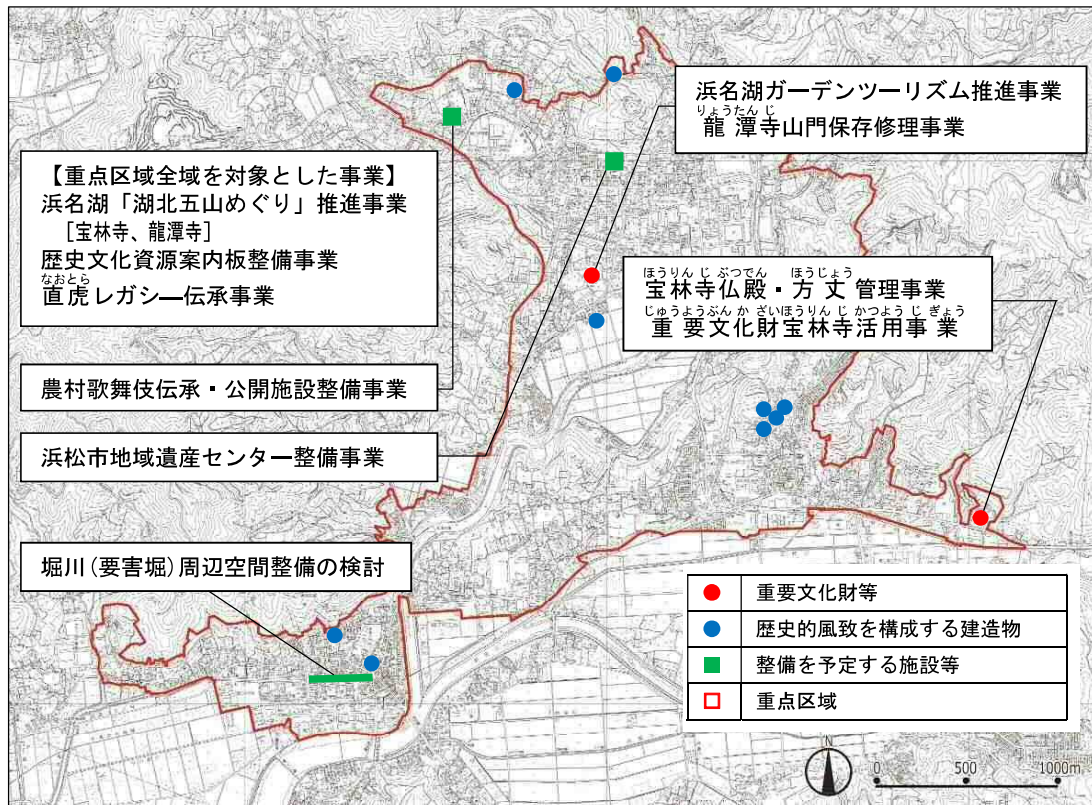 浜名湖ガーデンツーリズム推進事業
りょうたんじ
龍潭寺山門保存修理事業
【重点区域全域を対象とした事業】
浜名湖「湖北五山めぐり」推進事業
[宝林寺、龍潭寺]
歴史文化資源案内板整備事業
なおとら
直虎レガシー伝承事業
ほうりんじぶつでん ほうじょう
宝林寺仏殿・方丈管理事業
じゅうようぶんかざいほうりんじかつようじぎょう
重要文化財宝林寺活用事業
農村歌舞伎伝承・公開施設整備事業
浜松市地域遺産センター整備事業
堀川(要害堀)周辺空間整備の検討
重要文化財等
歴史的風致を構成する建造物
整備を予定する施設等
重点区域
N
0 500 1000m